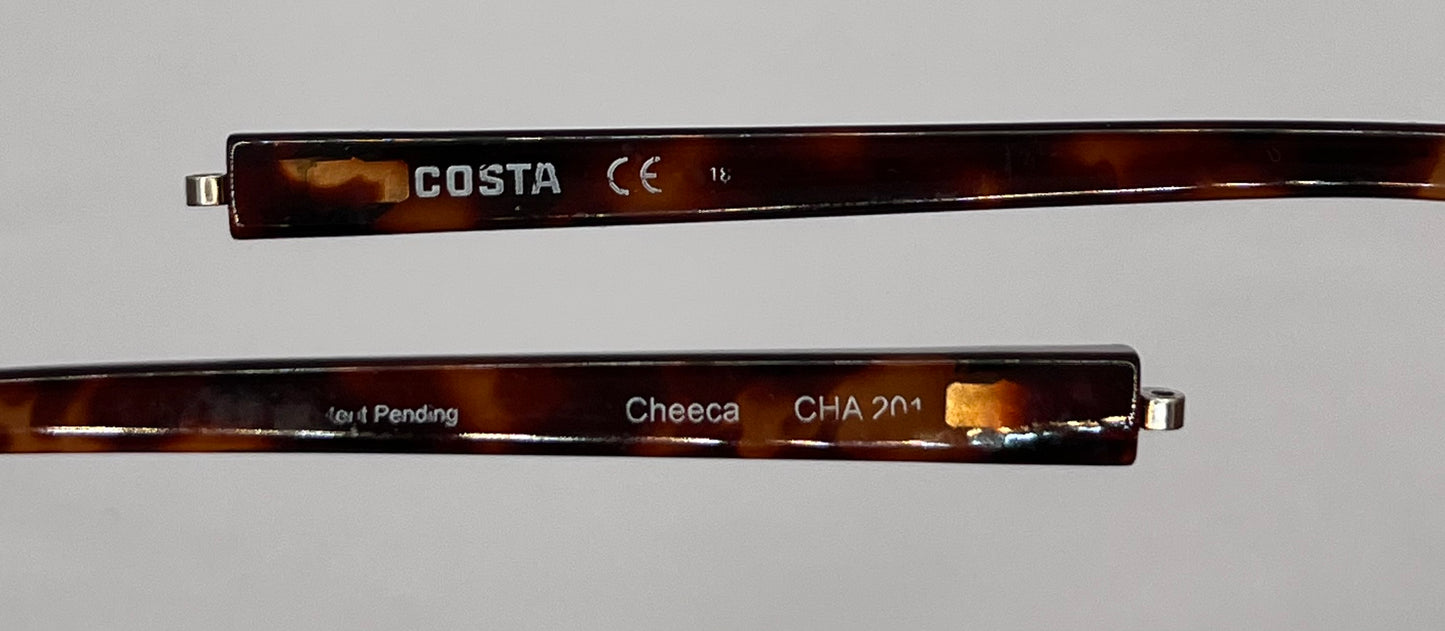 COSTA CE 18
Pending Cheeca CHA 201